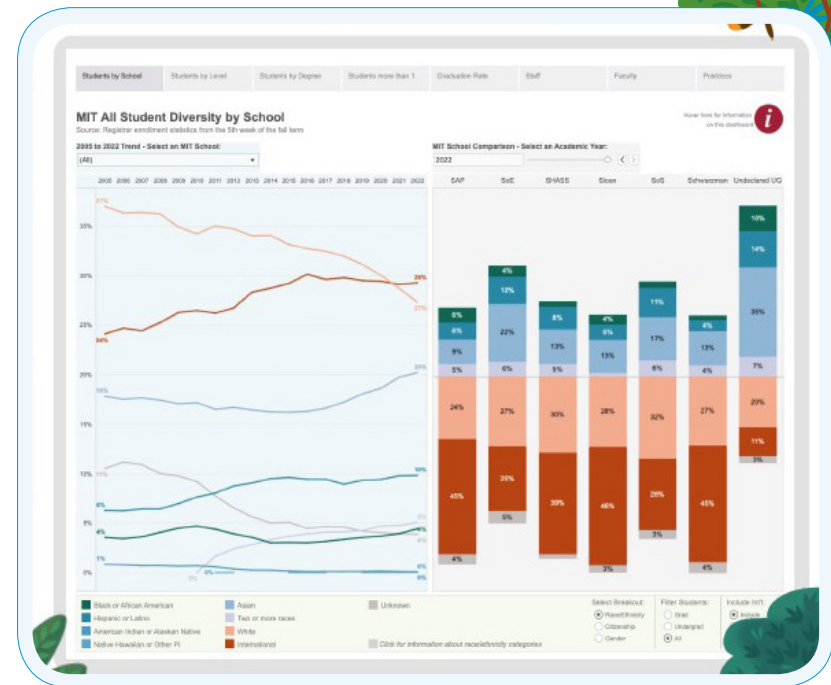 Students by School Students by Level Students by Degree Students more than 1 Graduation Rate Staff Faculty Postdocs
MIT All Student Diversity by School
Source: Registrar enrollment statistics from the 5th week of the fall term
Hover here for information
on this dashboard
i
2005 to 2022 Trend - Select an MIT School:
(All)
MIT School Comparison - Select an Academic Year:
2022
2005 2006 2007 2008 2009 2010 2011 2012 2013 2014 2015 2016 2017 2018 2019 2020 2021 2022
SAP SoE SHASS Sloan SoS Schwarzman Undeclared UG
37%
35%
30%
29%
27%
25%
24%
20%
20%
18%
15%
11%
10%
10%
6%
5%
4%
1%
0%
0%
0%
6%
6%
9%
5%
24%
45%
4%
4%
10%
22%
6%
27%
35%
5%
8%
13%
5%
30%
39%
4%
6%
13%
28%
46%
3%
11%
17%
6%
32%
28%
3%
4%
13%
4%
27%
45%
4%
10%
14%
35%
7%
20%
11%
3%
Black or African American
Hispanic or Latino
American Indian or Alaskan Native
Native Hawaiian or Other PI
Asian
Two or more races
White
International
Unknown
Click for information about race/ethnicity categories
Select Breakout:
Race/Ethnicity
Citizenship
Gender
Filter Students:
Grad
Undergrad
All
Include Int'l:
Include